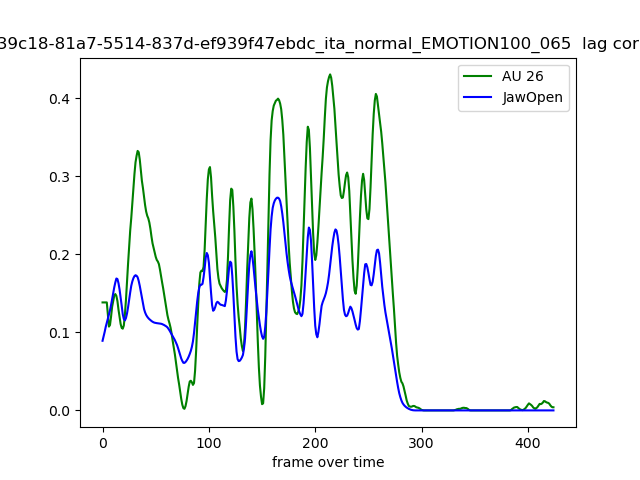 39c18-81a7-5514-837d-ef939f47ebdc_ita_normal_EMOTION100_065 lag cor
AU 26
JawOpen
0.4
0.3
0.2
0.1
0.0
0 100 200 300 400
frame over time